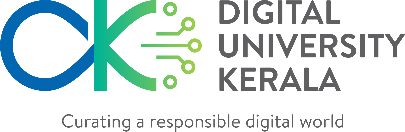 DIGITAL
UNIVERSITY
KERALA
Curating a responsible digital world